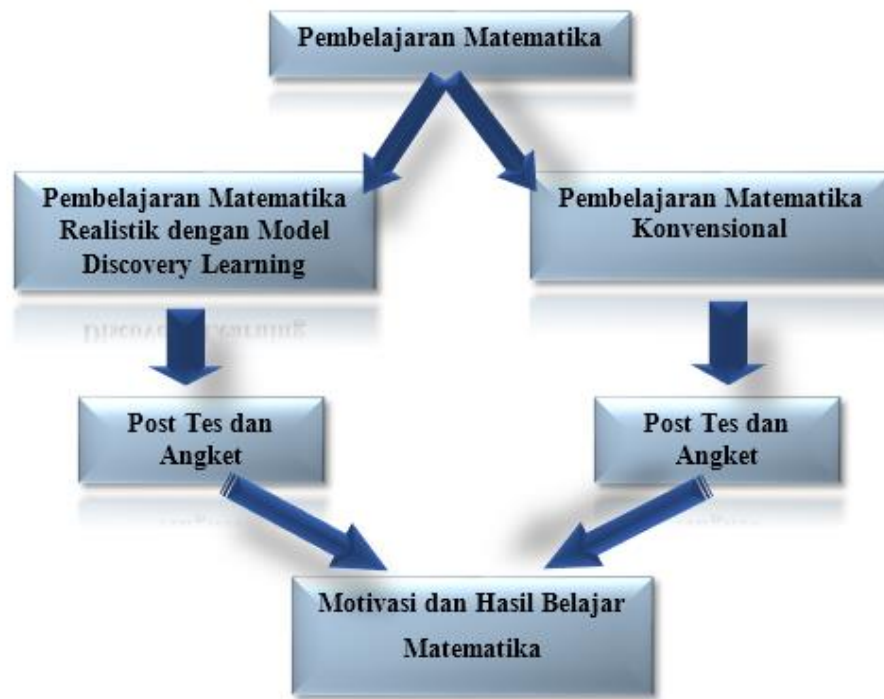 Pembelajaran Matematika
Pembelajaran Matematika
Realistik dengan Model
Discovery Learning
Pembelajaran Matematika
Konvensional
Post Tes dan
Angket
Post Tes dan
Angket
Motivasi dan Hasil Belajar
Matematika